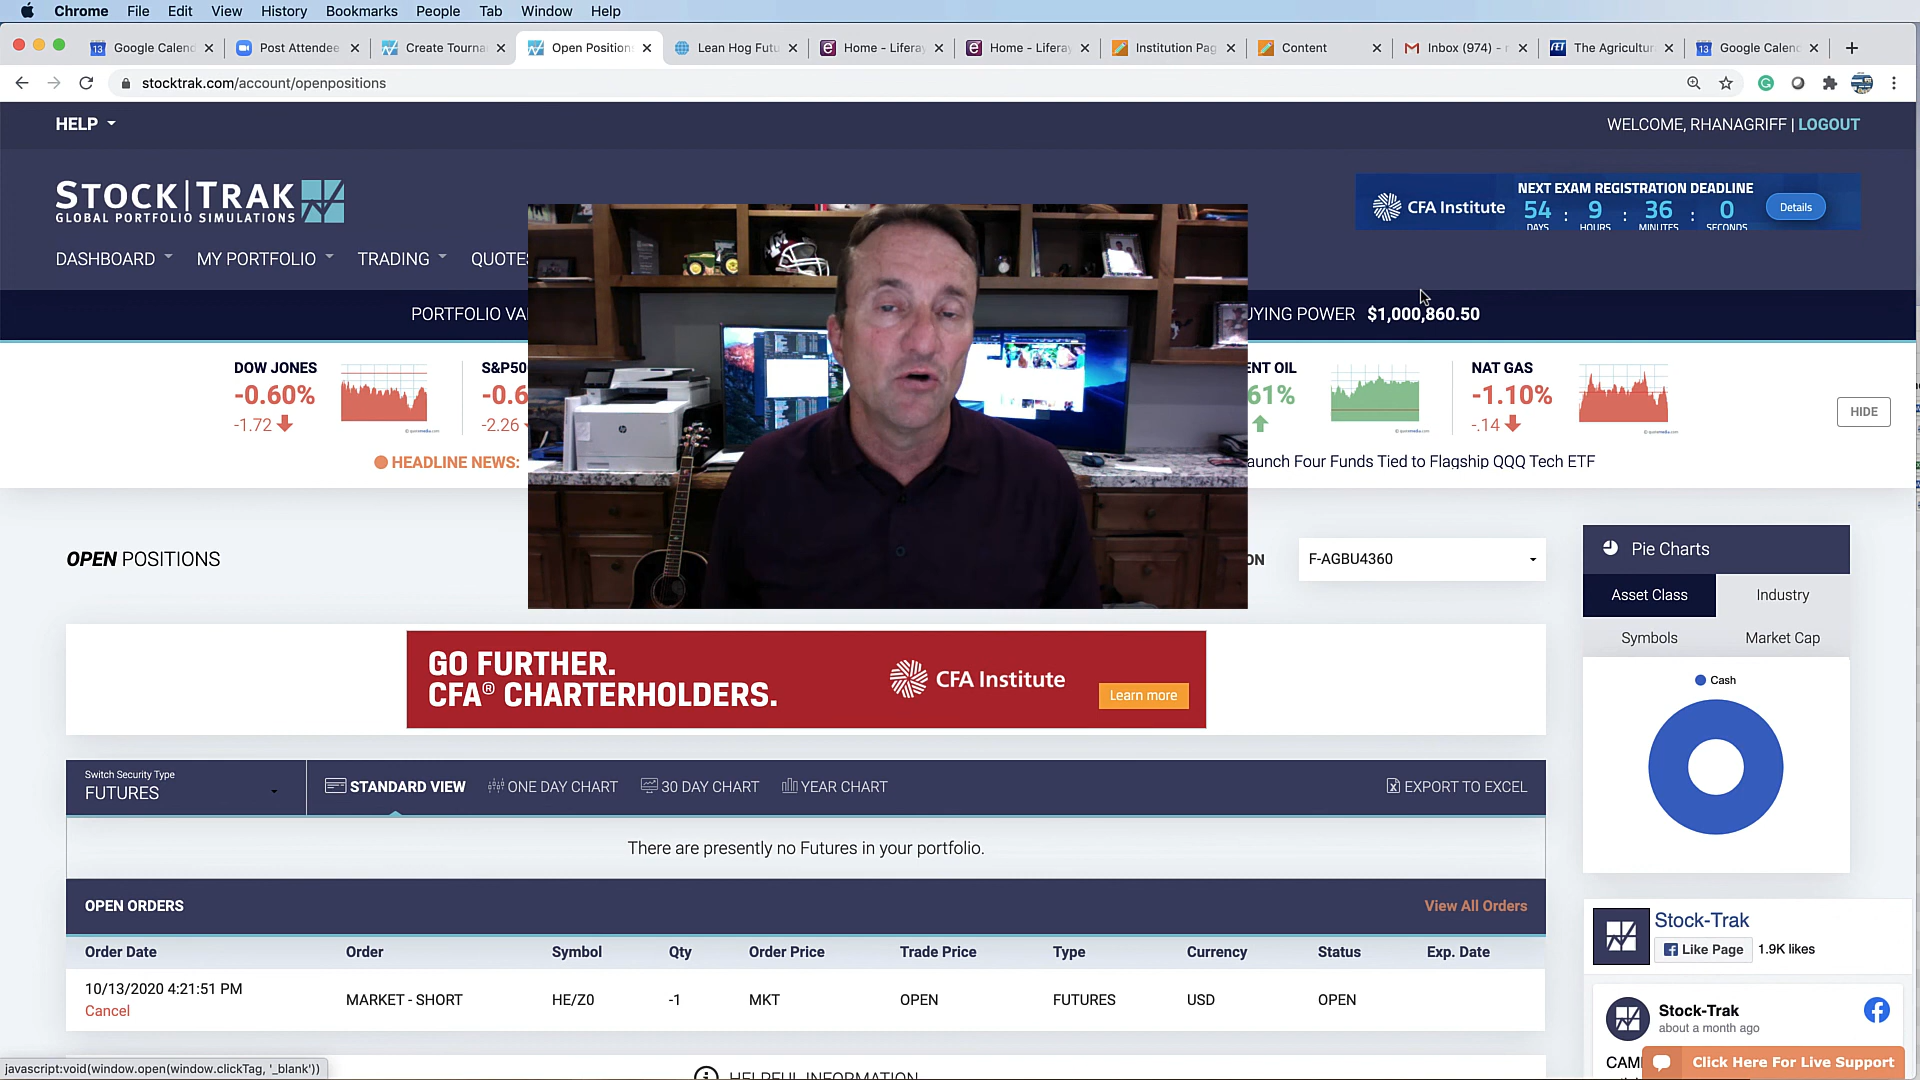 Chrome File Edit View History Bookmarks People Tab Window Help
13 Google Calen Post Attendee Create Tourna Open Position Lean Hog Futu Home - Liferay Home - Liferay Institution Pag Content Inbox (974) - The Agricultur 13 Google Calen
stocktrak.com/account/openpositions
HELP
WELCOME, RHANAGRIFF | LOGOUT
STOCK|TRAK
GLOBAL PORTFOLIO SIMULATIONS
CFA Institute
NEXT EXAM REGISTRATION DEADLINE
54 : 9 : 36 : 0
DAYS HOURS MINUTES SECONDS
Details
DASHBOARD MY PORTFOLIO TRADING QUOTES
PORTFOLIO VA
UYING POWER $1,000,860.50
DOW JONES
-0.60%
-1.72
S&P50
-0.6
-2.26
ENT OIL
61%
NAT GAS
-1.10%
-.14
HIDE
HEADLINE NEWS:
aunch Four Funds Tied to Flagship QQQ Tech ETF
OPEN POSITIONS
ON
F-AGBU4360
Pie Charts
Asset Class Industry
Symbols Market Cap
Cash
GO FURTHER.
CFA® CHARTERHOLDERS.
CFA Institute
Learn more
Switch Security Type
FUTURES
STANDARD VIEW ONE DAY CHART 30 DAY CHART YEAR CHART
EXPORT TO EXCEL
There are presently no Futures in your portfolio.
OPEN ORDERS
View All Orders
Order Date Order Symbol Qty Order Price Trade Price Type Currency Status Exp. Date
10/13/2020 4:21:51 PM MARKET - SHORT HE/Z0 -1 MKT OPEN FUTURES USD OPEN
Cancel
HELPFUL INFORMATION
Stock-Trak
Like Page 1.9K likes
Stock-Trak
about a month ago
CAM
Click Here For Live Support
javascript:void(window.open(window.clickTag, '_blank'))